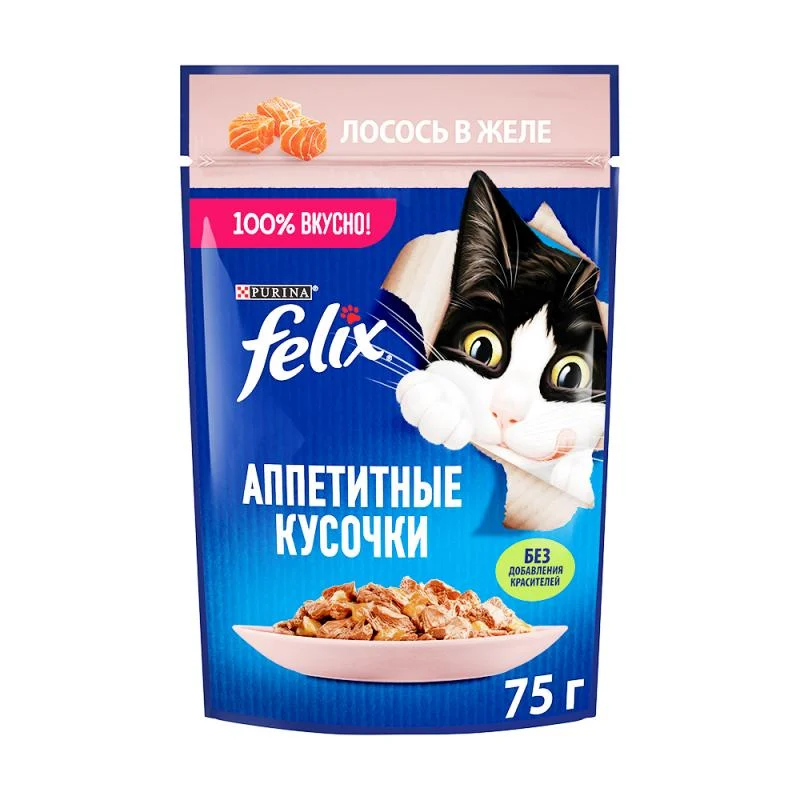 ЛОСОСЬ В ЖЕЛЕ
100% ВКУСНО!
PURINA®
felix®
АППЕТИТНЫЕ
КУСОЧКИ
БЕЗ
ДОБАВЛЕНИЯ
КРАСИТЕЛЕЙ
75 г